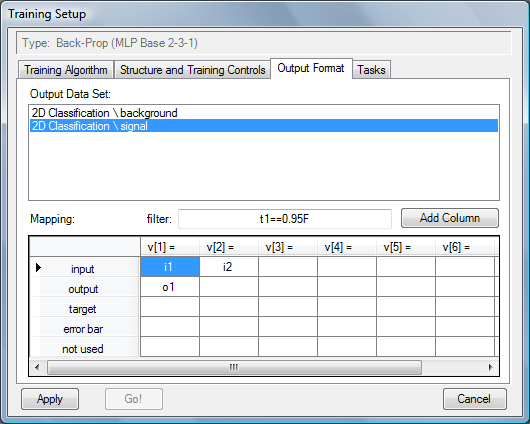 Training Setup
Type: Back-Prop (MLP Base 2-3-1)
Training Algorithm Structure and Training Controls Output Format Tasks
Output Data Set:
2D Classification \ background
2D Classification \ signal
Mapping: filter: t1==0.95F Add Column
v[1] = v[2] = v[3] = v[4] = v[5] = v[6] =
input i1 i2
output o1
target
error bar
not used
Apply Go! Cancel